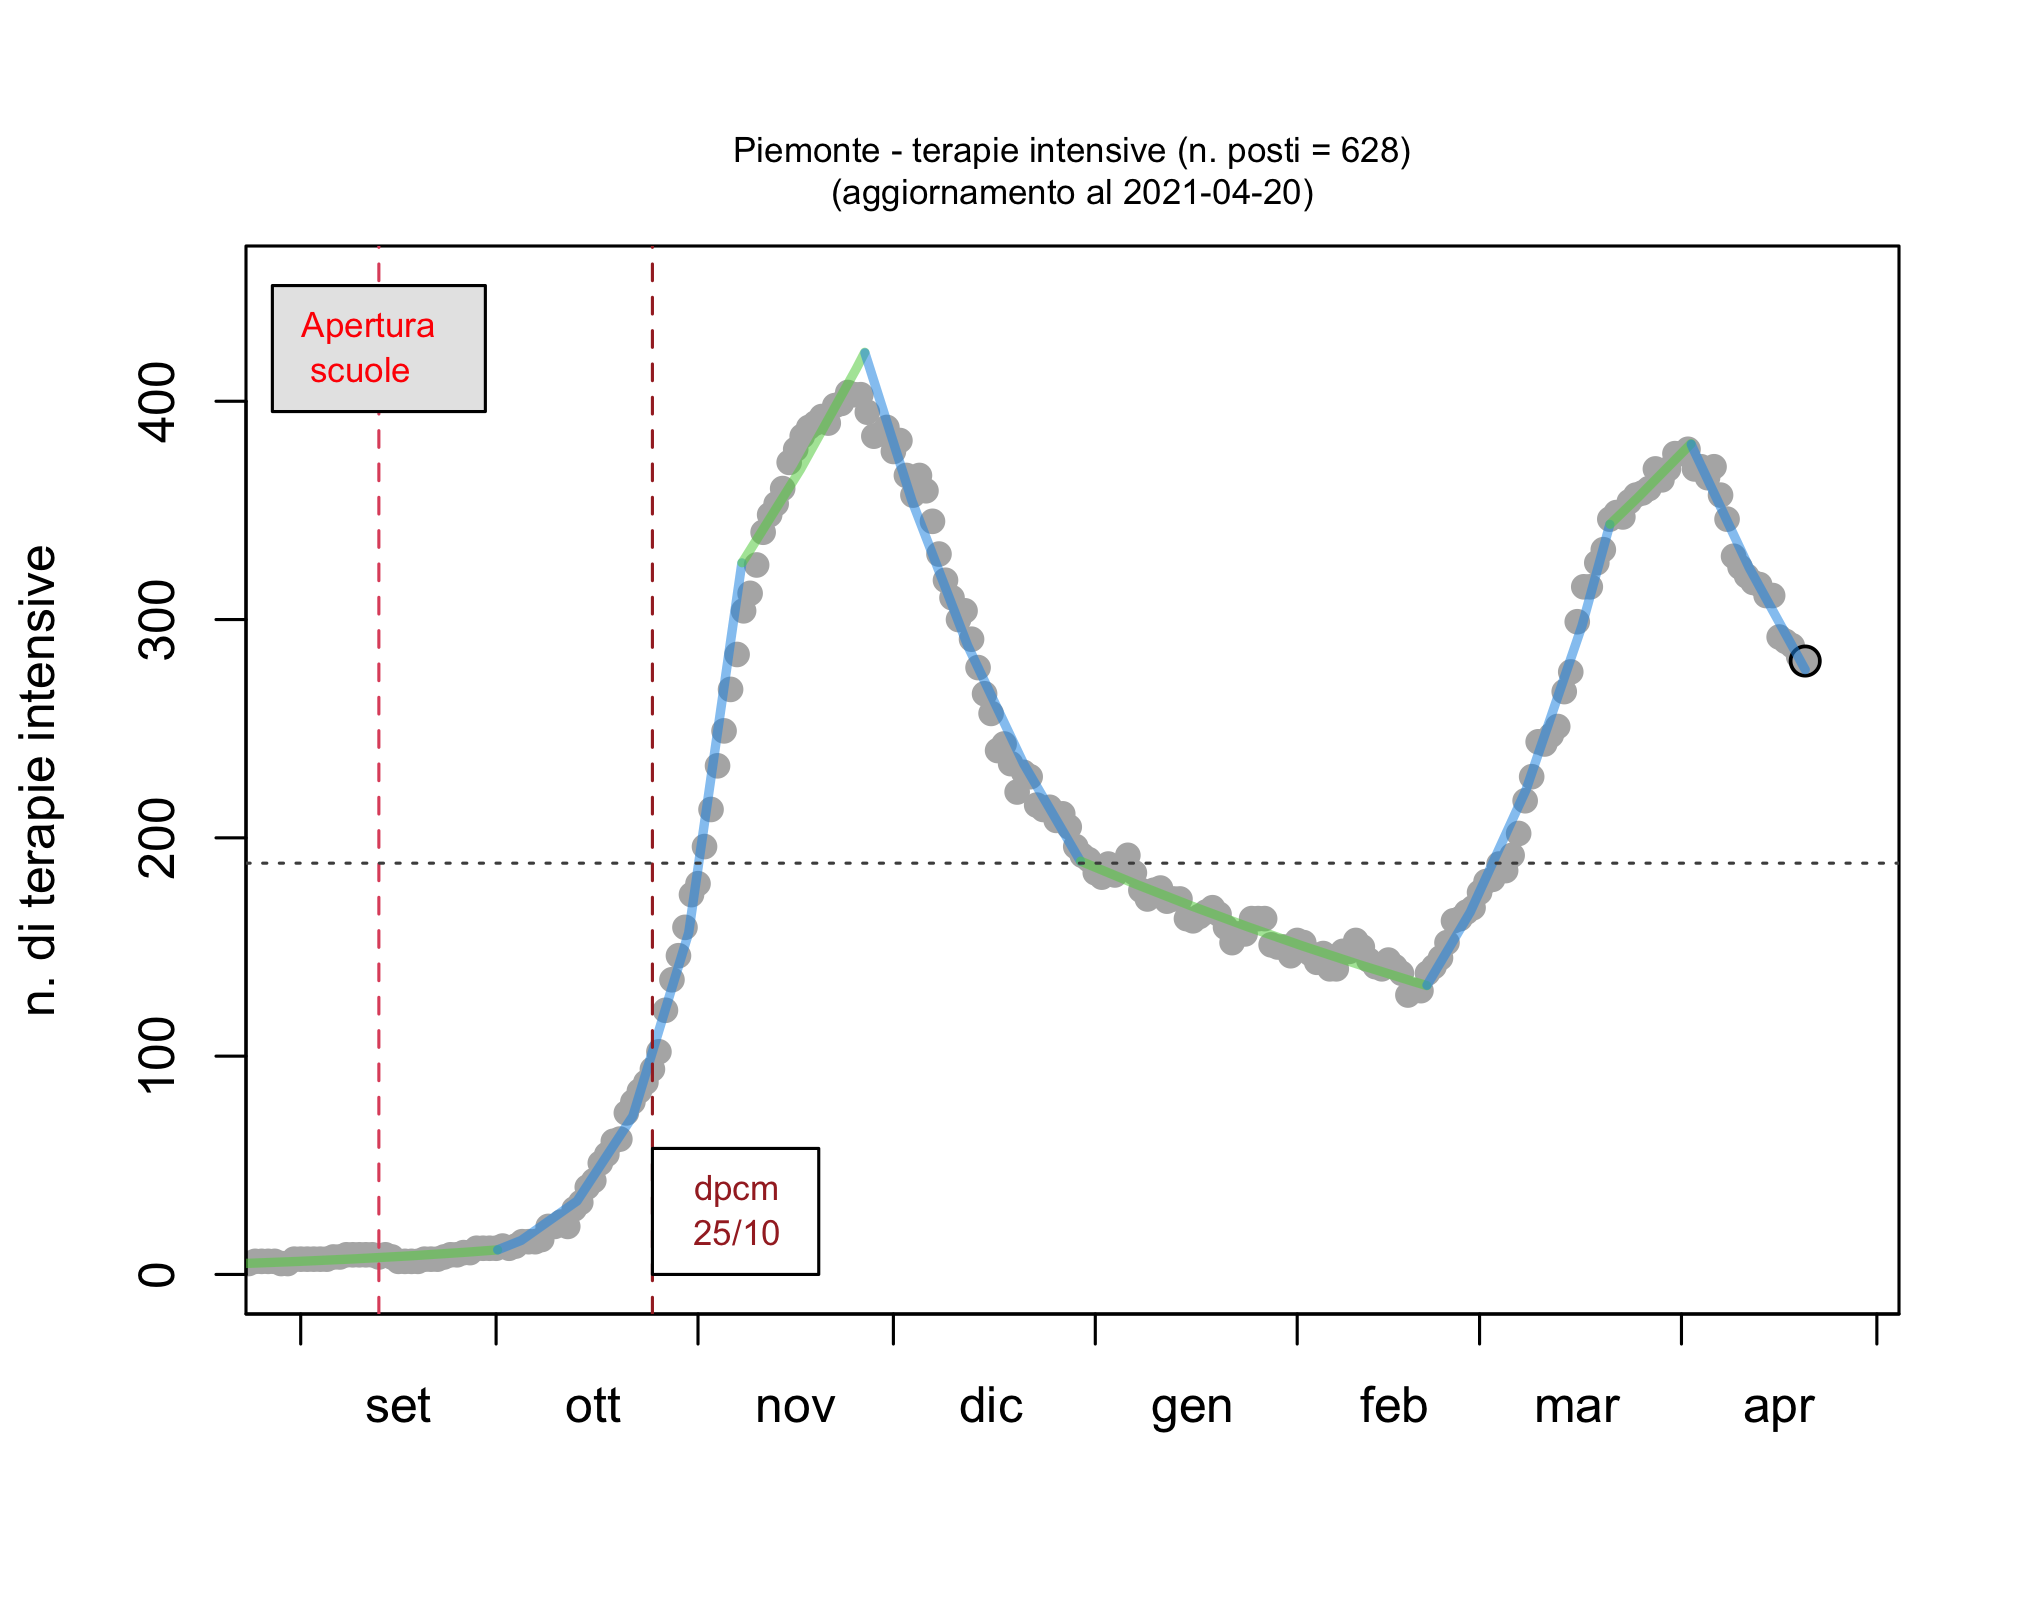 Piemonte - terapie intensive (n. posti = 628)
(aggiornamento al 2021-04-20)
Apertura
scuole
n. di terapie intensive
400
300
200
100
0
dpcm
25/10
set ott nov dic gen feb mar apr